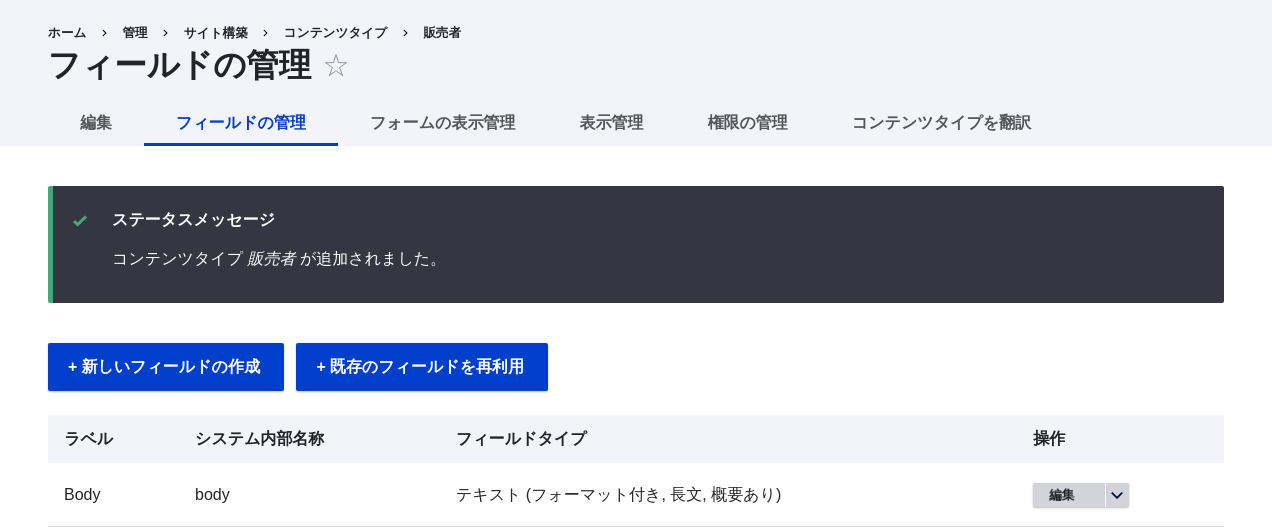 ホーム › 管理 › サイト構築 › コンテンツタイプ › 販売者
フィールドの管理 ☆
編集 フィールドの管理 フォームの表示管理 表示管理 権限の管理 コンテンツタイプを翻訳
ステータスメッセージ
コンテンツタイプ 販売者 が追加されました。
+ 新しいフィールドの作成 + 既存のフィールドを再利用
ラベル システム内部名称 フィールドタイプ 操作
Body body テキスト (フォーマット付き, 長文, 概要あり) 編集